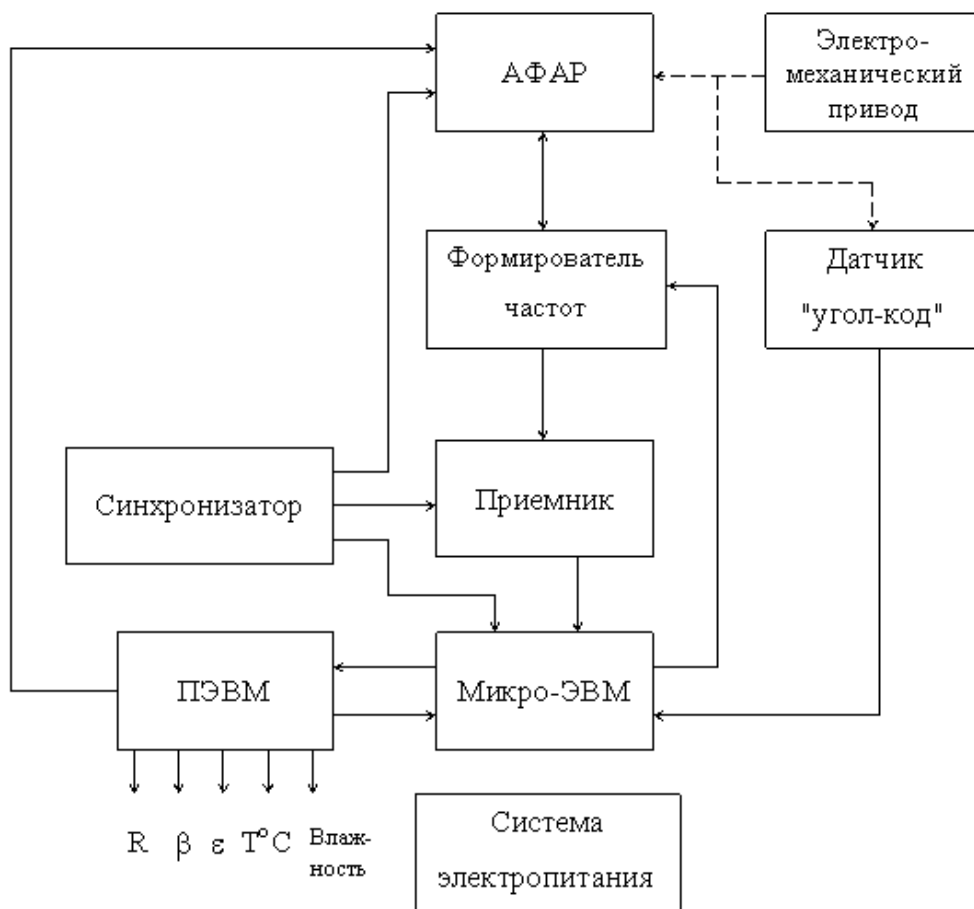 АФАР
Электро-
механический
привод
Формирователь
частот
Датчик
"угол-код"
Синхронизатор
Приемник
ПЭВМ
Микро-ЭВМ
R β ε T°C Влаж-
ность
Система
электропитания